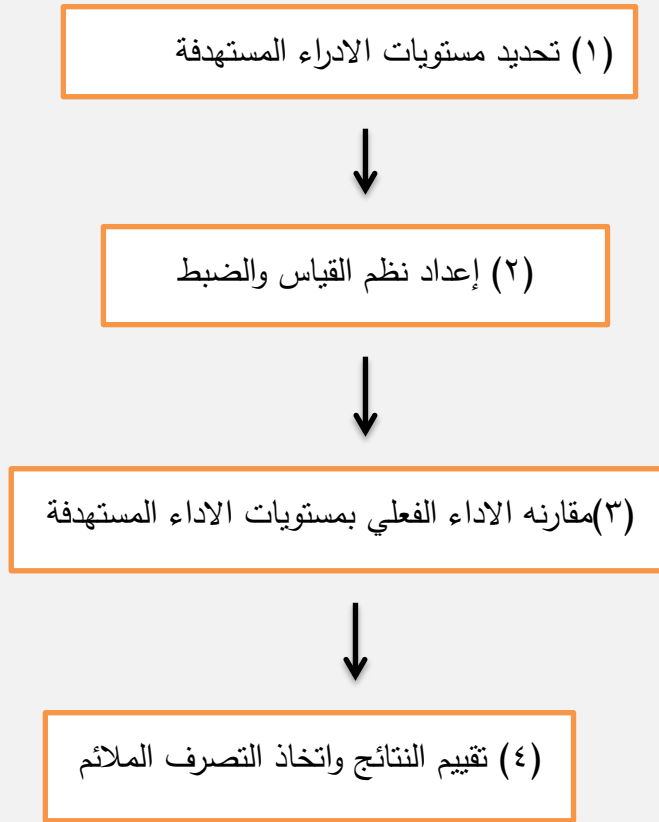 (١) تحديد مستويات الادراء المستهدفة
(٢) إعداد نظم القياس والضبط
(٣)مقارنه الاداء الفعلي بمستويات الاداء المستهدفة
(٤) تقييم النتائج واتخاذ التصرف الملائم